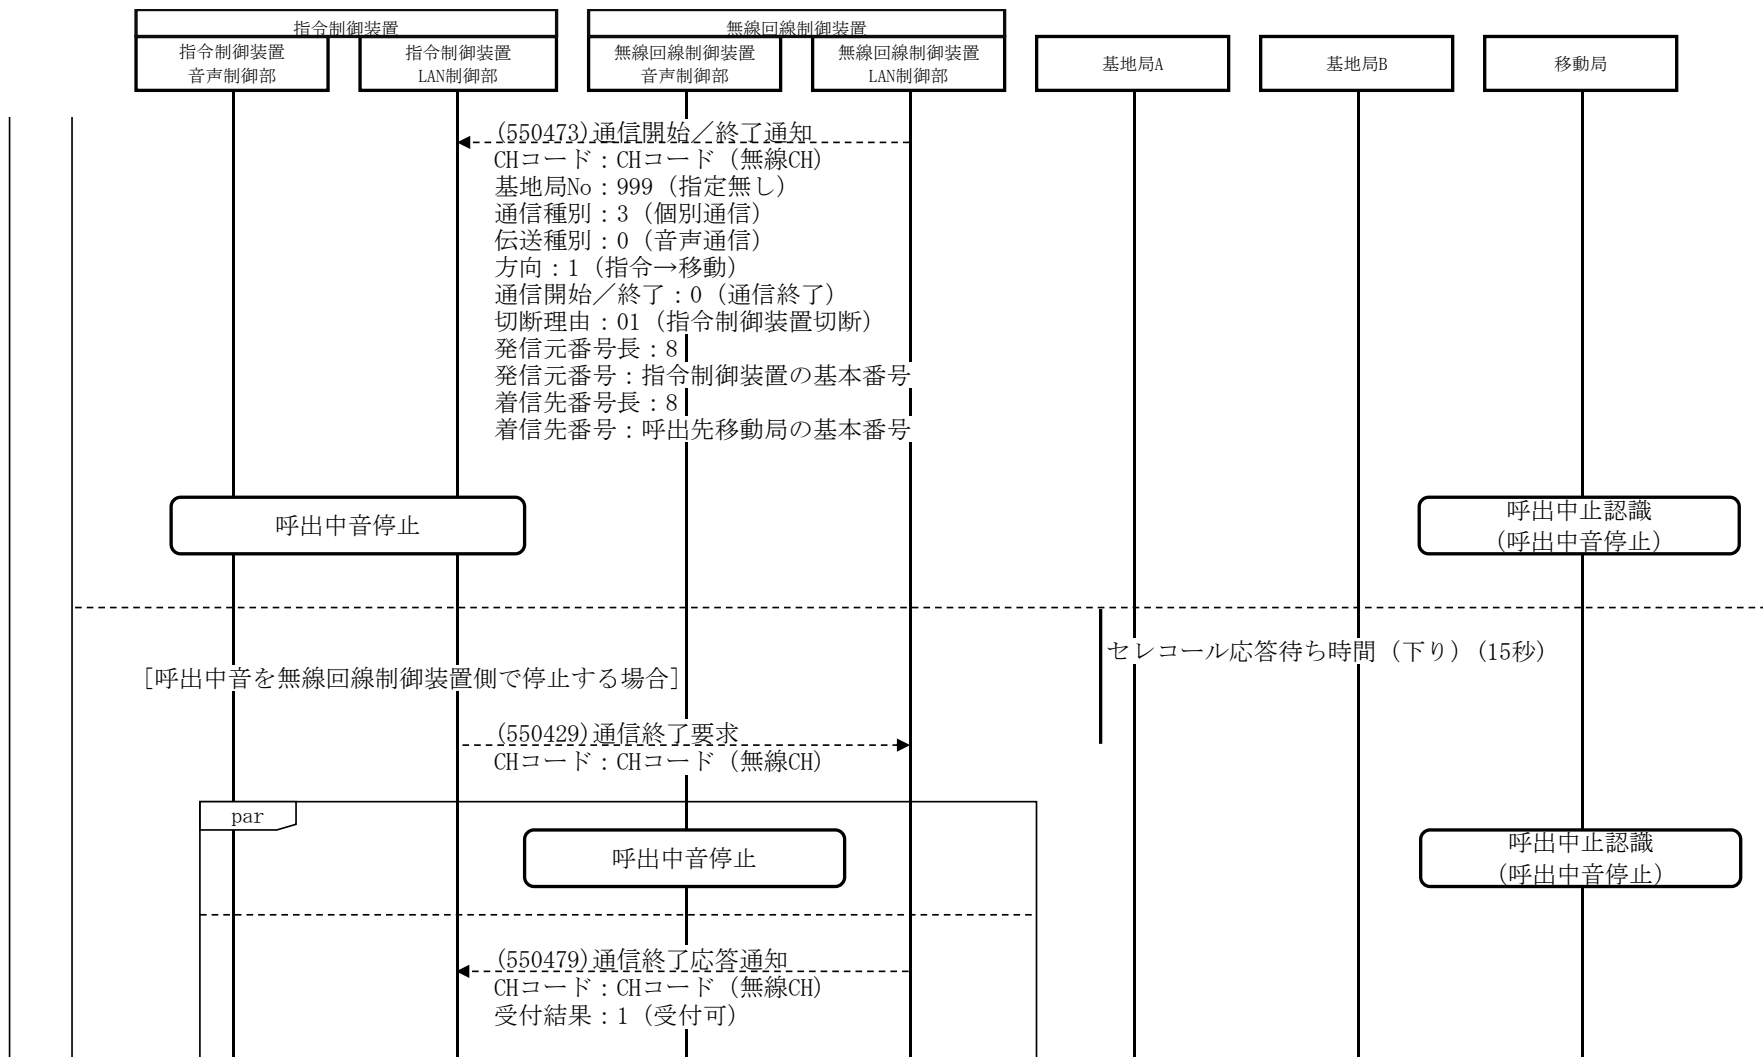 指令制御装置
無線回線制御装置
指令制御装置
音声制御部
指令制御装置
LAN制御部
無線回線制御装置
音声制御部
無線回線制御装置
LAN制御部
基地局A
基地局B
移動局
(550473)通信開始／終了通知
CHコード：CHコード（無線CH）
基地局No：999（指定無し）
通信種別：3（個別通信）
伝送種別：0（音声通信）
方向：1（指令→移動）
通信開始／終了：0（通信終了）
切断理由：01（指令制御装置切断）
発信元番号長：8
発信元番号：指令制御装置の基本番号
着信先番号長：8
着信先番号：呼出先移動局の基本番号
呼出中音停止
呼出中止認識
（呼出中音停止）
セレコール応答待ち時間（下り）(15秒）
［呼出中音を無線回線制御装置側で停止する場合］
(550429)通信終了要求
CHコード：CHコード（無線CH）
par
呼出中音停止
呼出中止認識
（呼出中音停止）
(550479)通信終了応答通知
CHコード：CHコード（無線CH）
受付結果：1（受付可）